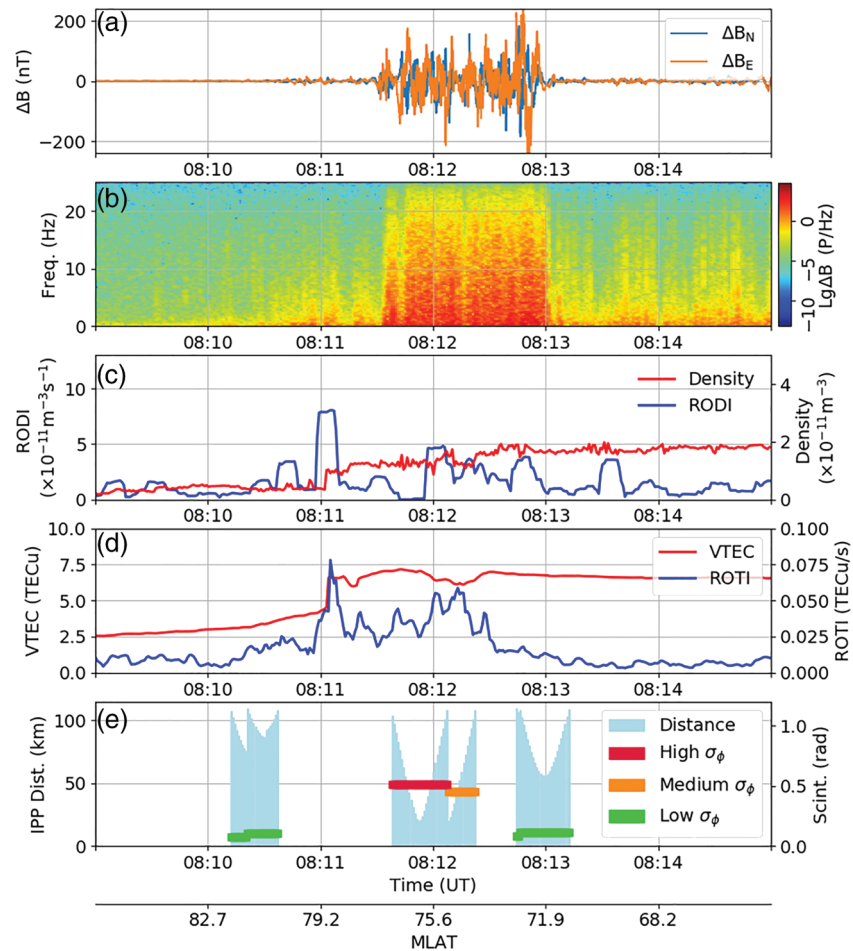 (a)
ΔB (nT)
200
0
−200
ΔB_N
ΔB_E
08:10 08:11 08:12 08:13 08:14
(b)
Freq. (Hz)
20
10
0
0
−5
−10
LgΔB (P/Hz)
08:10 08:11 08:12 08:13 08:14
(c)
RODI
(×10⁻¹¹m⁻³s⁻¹)
10
5
0
Density
RODI
4
2
0
Density
(×10⁻¹¹m⁻³)
08:10 08:11 08:12 08:13 08:14
(d)
VTEC (TECu)
10.0
7.5
5.0
2.5
0.0
VTEC
ROTI
0.100
0.075
0.050
0.025
0.000
ROTI (TECu/s)
08:10 08:11 08:12 08:13 08:14
(e)
IPP Dist. (km)
100
50
0
Distance
High σ_ϕ
Medium σ_ϕ
Low σ_ϕ
1.0
0.5
0.0
Scint. (rad)
08:10 08:11 08:12 08:13 08:14
Time (UT)
82.7 79.2 75.6 71.9 68.2
MLAT